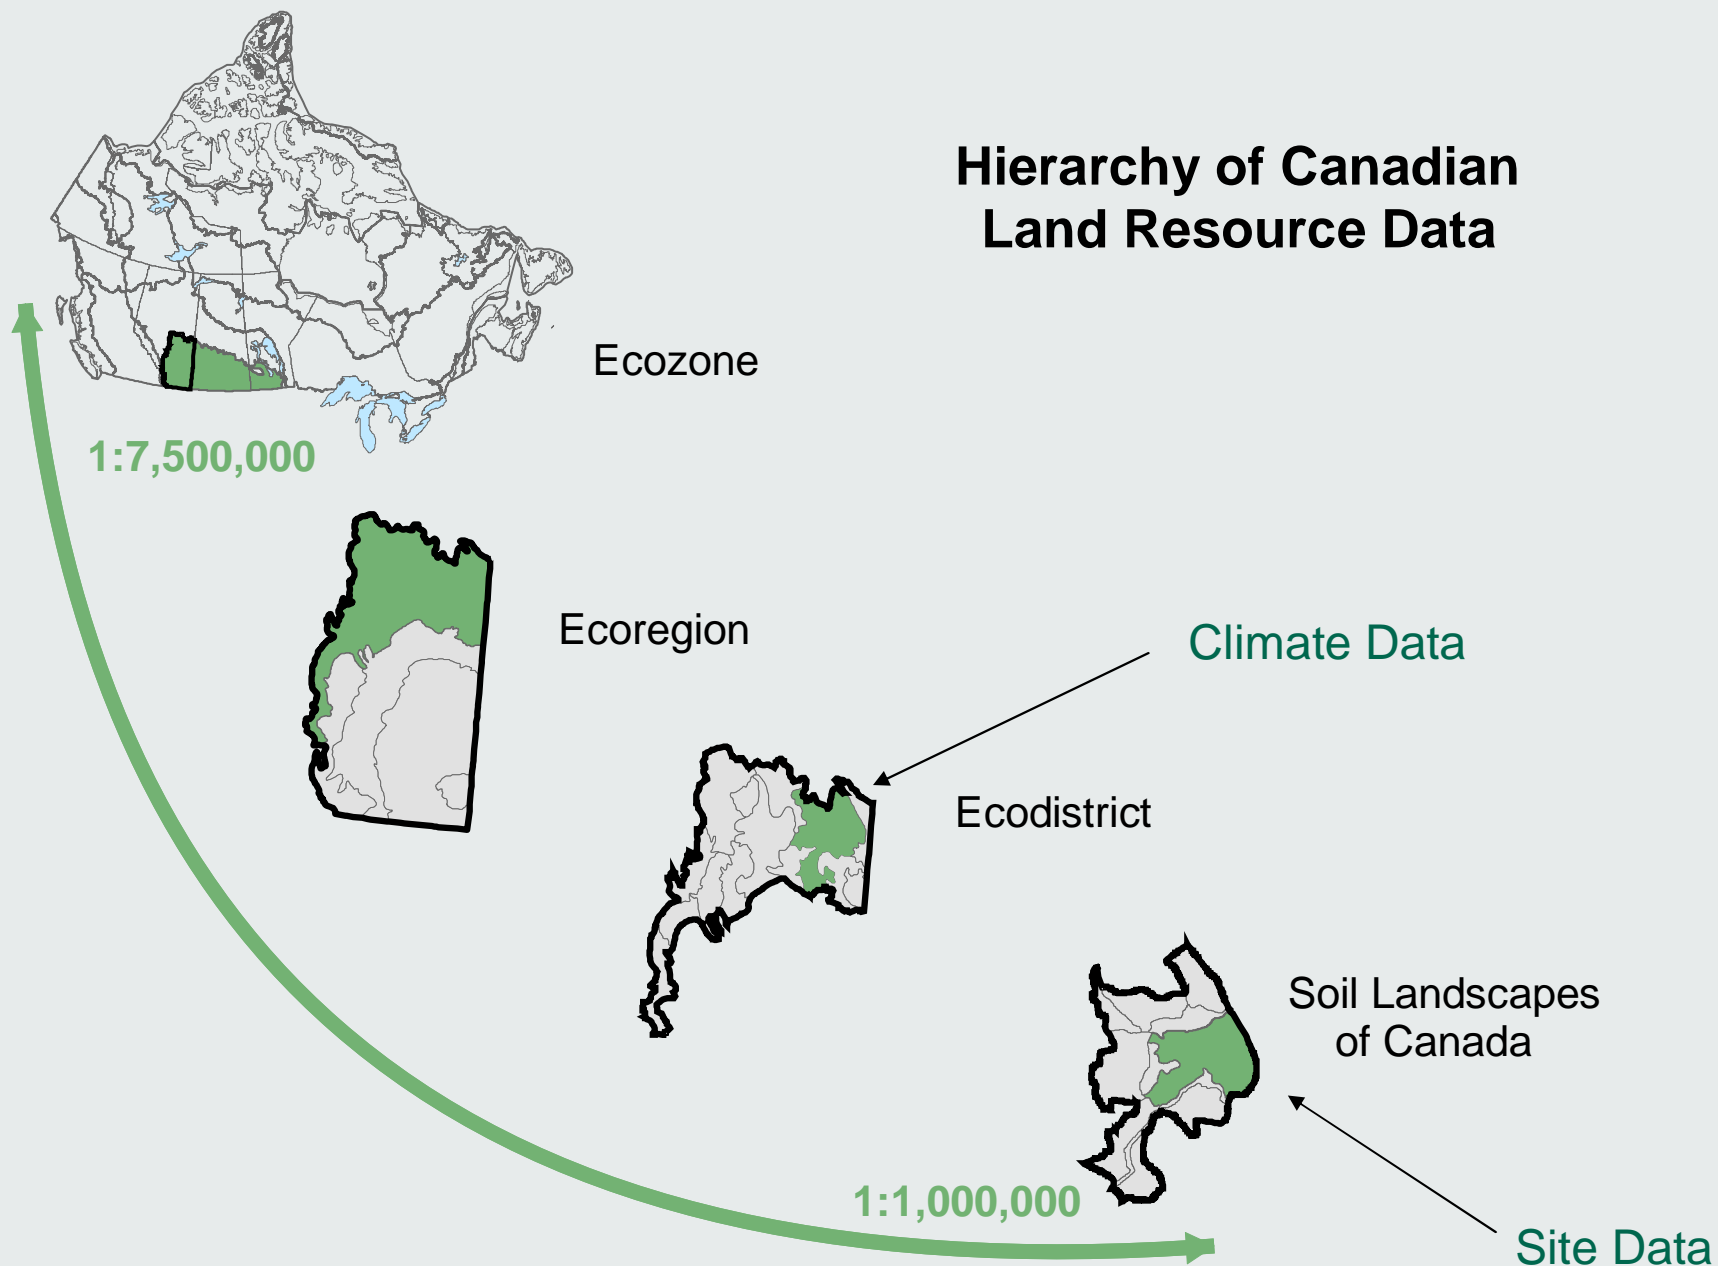 Hierarchy of Canadian
Land Resource Data
Ecozone
1:7,500,000
Ecoregion
Climate Data
Ecodistrict
Soil Landscapes
of Canada
1:1,000,000
Site Data